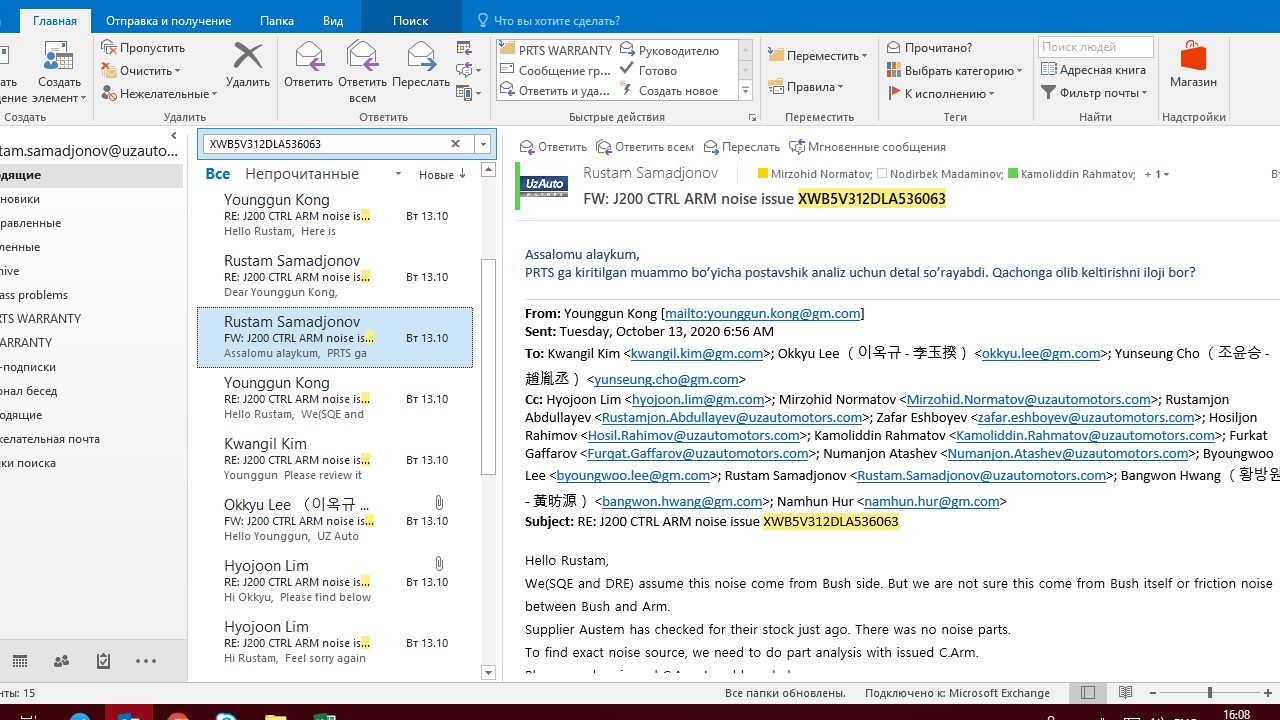 Главная Отправка и получение Папка Вид Поиск Что вы хотите сделать?
Создать элемент
Пропустить
Очистить
Нежелательные
Удалить
Ответить Ответить всем Переслать
PRTS WARRANTY
Сообщение гр...
Ответить и уда...
Руководителю
Готово
Создать новое
Переместить
Правила
Прочитано?
Выбрать категорию
К исполнению
Поиск людей
Адресная книга
Фильтр почты
Магазин
Создать Удалить Ответить Быстрые действия Переместить Теги Найти Надстройки
tam.samadjonov@uzauto...
одящие
новики
правленные
ленные
hive
ass problems
RTS WARRANTY
ARRANTY
-подписки
рнал бесед
одящие
желательная почта
ки поиска
XWB5V312DLA536063
Все Непрочитанные Новые ↓
Younggun Kong
RE: J200 CTRL ARM noise is... Вт 13.10
Hello Rustam, Here is
Rustam Samadjonov
RE: J200 CTRL ARM noise is... Вт 13.10
Dear Younggun Kong,
Rustam Samadjonov
FW: J200 CTRL ARM noise is... Вт 13.10
Assalomu alaykum, PRTS ga
Younggun Kong
RE: J200 CTRL ARM noise is... Вт 13.10
Hello Rustam, We(SQE and
Kwangil Kim
RE: J200 CTRL ARM noise is... Вт 13.10
Younggun Please review it
Okkyu Lee （이옥규 ...
FW: J200 CTRL ARM noise is... Вт 13.10
Hello Younggun, UZ Auto
Hyojoon Lim
RE: J200 CTRL ARM noise is... Вт 13.10
Hi Okkyu, Please find below
Hyojoon Lim
RE: J200 CTRL ARM noise is... Вт 13.10
Hi Rustam, Feel sorry again
Ответить Ответить всем Переслать Мгновенные сообщения
UzAuto
MOTORS
Rustam Samadjonov Mirzohid Normatov; Nodirbek Madaminov; Kamoliddin Rahmatov; + 1
FW: J200 CTRL ARM noise issue XWB5V312DLA536063
Assalomu alaykum,
PRTS ga kiritilgan muammo bo’yicha postavshik analiz uchun detal so’rayabdi. Qachonga olib keltirishni iloji bor?
From: Younggun Kong [mailto:younggun.kong@gm.com]
Sent: Tuesday, October 13, 2020 6:56 AM
To: Kwangil Kim <kwangil.kim@gm.com>; Okkyu Lee （이옥규 - 李玉揆） <okkyu.lee@gm.com>; Yunseung Cho （조윤승 -
趙胤丞） <yunseung.cho@gm.com>
Cc: Hyojoon Lim <hyojoon.lim@gm.com>; Mirzohid Normatov <Mirzohid.Normatov@uzautomotors.com>; Rustamjon
Abdullayev <Rustamjon.Abdullayev@uzautomotors.com>; Zafar Eshboyev <zafar.eshboyev@uzautomotors.com>; Hosiljon
Rahimov <Hosil.Rahimov@uzautomotors.com>; Kamoliddin Rahmatov <Kamoliddin.Rahmatov@uzautomotors.com>; Furkat
Gaffarov <Furqat.Gaffarov@uzautomotors.com>; Numanjon Atashev <Numanjon.Atashev@uzautomotors.com>; Byoungwoo
Lee <byoungwoo.lee@gm.com>; Rustam Samadjonov <Rustam.Samadjonov@uzautomotors.com>; Bangwon Hwang （황방원
- 黃昉源） <bangwon.hwang@gm.com>; Namhun Hur <namhun.hur@gm.com>
Subject: RE: J200 CTRL ARM noise issue XWB5V312DLA536063
Hello Rustam,
We(SQE and DRE) assume this noise come from Bush side. But we are not sure this come from Bush itself or friction noise
between Bush and Arm.
Supplier Austem has checked for their stock just ago. There was no noise parts.
To find exact noise source, we need to do part analysis with issued C.Arm.
нты: 15 Все папки обновлены. Подключено к: Microsoft Exchange
16:08